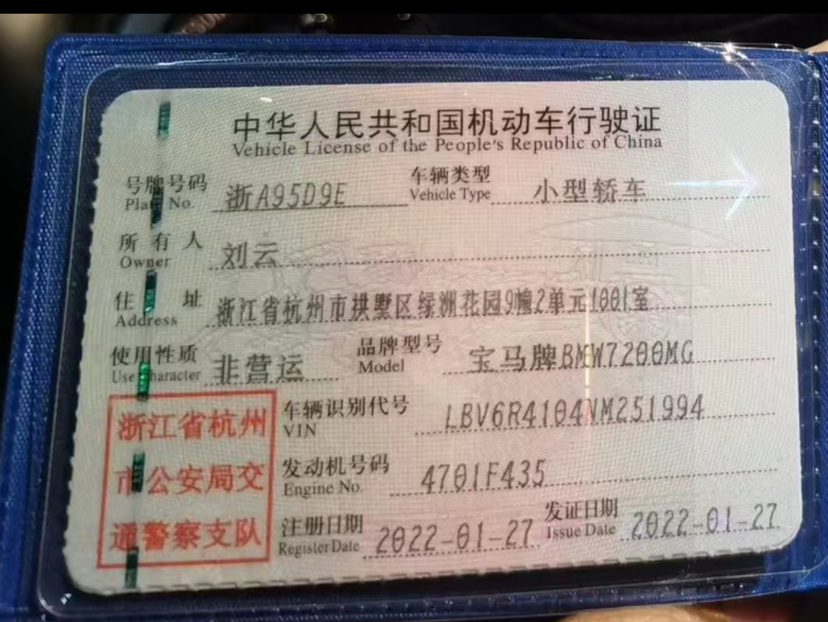 中华人民共和国机动车行驶证
Vehicle License of the People's Republic of China
号牌号码 浙A95D9E 车辆类型 小型轿车
Plate No. Vehicle Type
所有人 刘云
Owner
住址 浙江省杭州市拱墅区绿洲花园9幢2单元1001室
Address
使用性质 非营运 品牌型号 宝马牌BMW7200MG
Use Character Model
浙江省杭州
市公安局交
通警察支队
车辆识别代号 LBV6R4104NM251994
VIN
发动机号码 4701F435
Engine No.
注册日期 2022-01-27 发证日期 2022-01-27
Register Date Issue Date